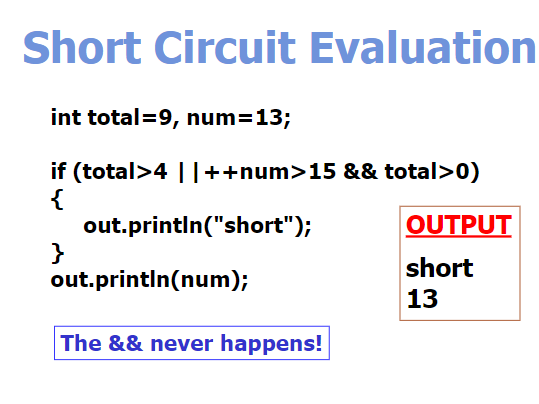 Short Circuit Evaluation
int total=9, num=13;
if (total>4 ||++num>15 && total>0)
{
out.println("short");
}
out.println(num);
OUTPUT
short
13
The && never happens!